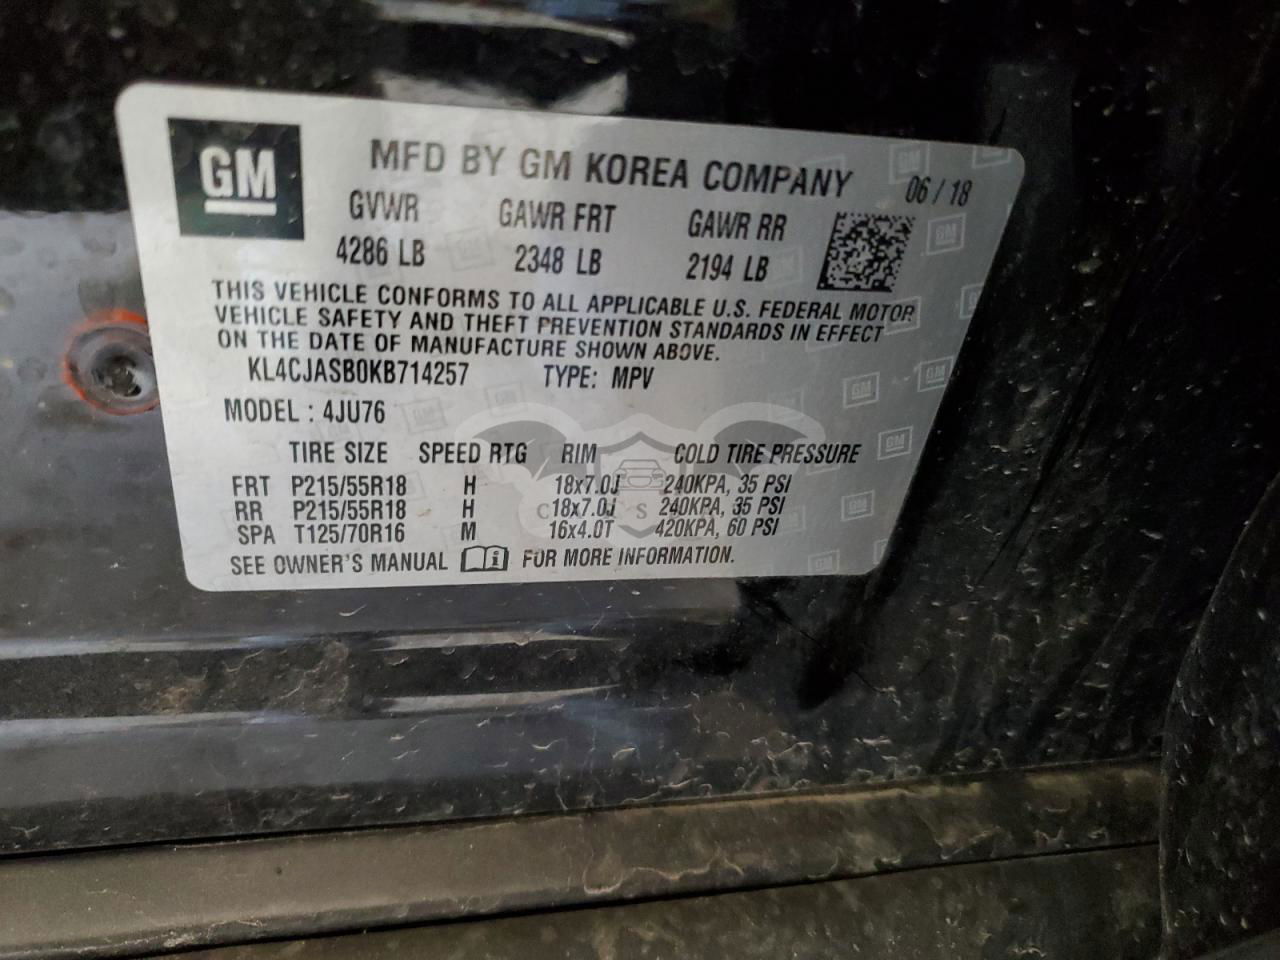 GM
MFD BY GM KOREA COMPANY 06 / 18
GVWR GAWR FRT GAWR RR
4286 LB 2348 LB 2194 LB
THIS VEHICLE CONFORMS TO ALL APPLICABLE U.S. FEDERAL MOTOR
VEHICLE SAFETY AND THEFT PREVENTION STANDARDS IN EFFECT
ON THE DATE OF MANUFACTURE SHOWN ABOVE.
KL4CJASB0KB714257 TYPE: MPV
MODEL : 4JU76
TIRE SIZE SPEED RTG RIM COLD TIRE PRESSURE
FRT P215/55R18 H 18x7.0J 240KPA, 35 PSI
RR P215/55R18 H 18x7.0J 240KPA, 35 PSI
SPA T125/70R16 M 16x4.0T 420KPA, 60 PSI
SEE OWNER'S MANUAL i FOR MORE INFORMATION.